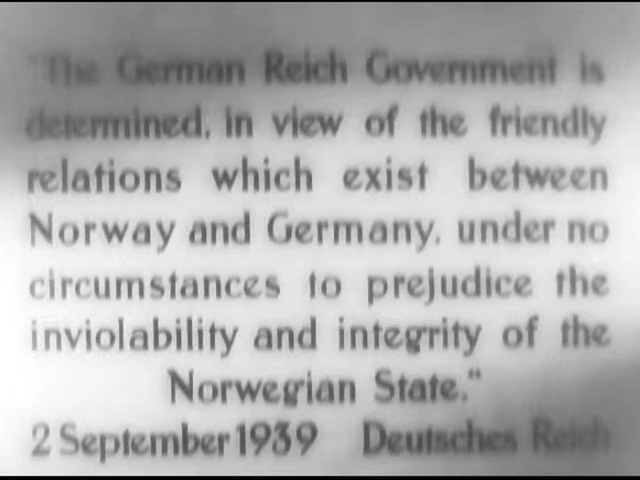 "The German Reich Government is
determined, in view of the friendly
relations which exist between
Norway and Germany, under no
circumstances to prejudice the
inviolability and integrity of the
Norwegian State."
2 September 1939 Deutsches Reich